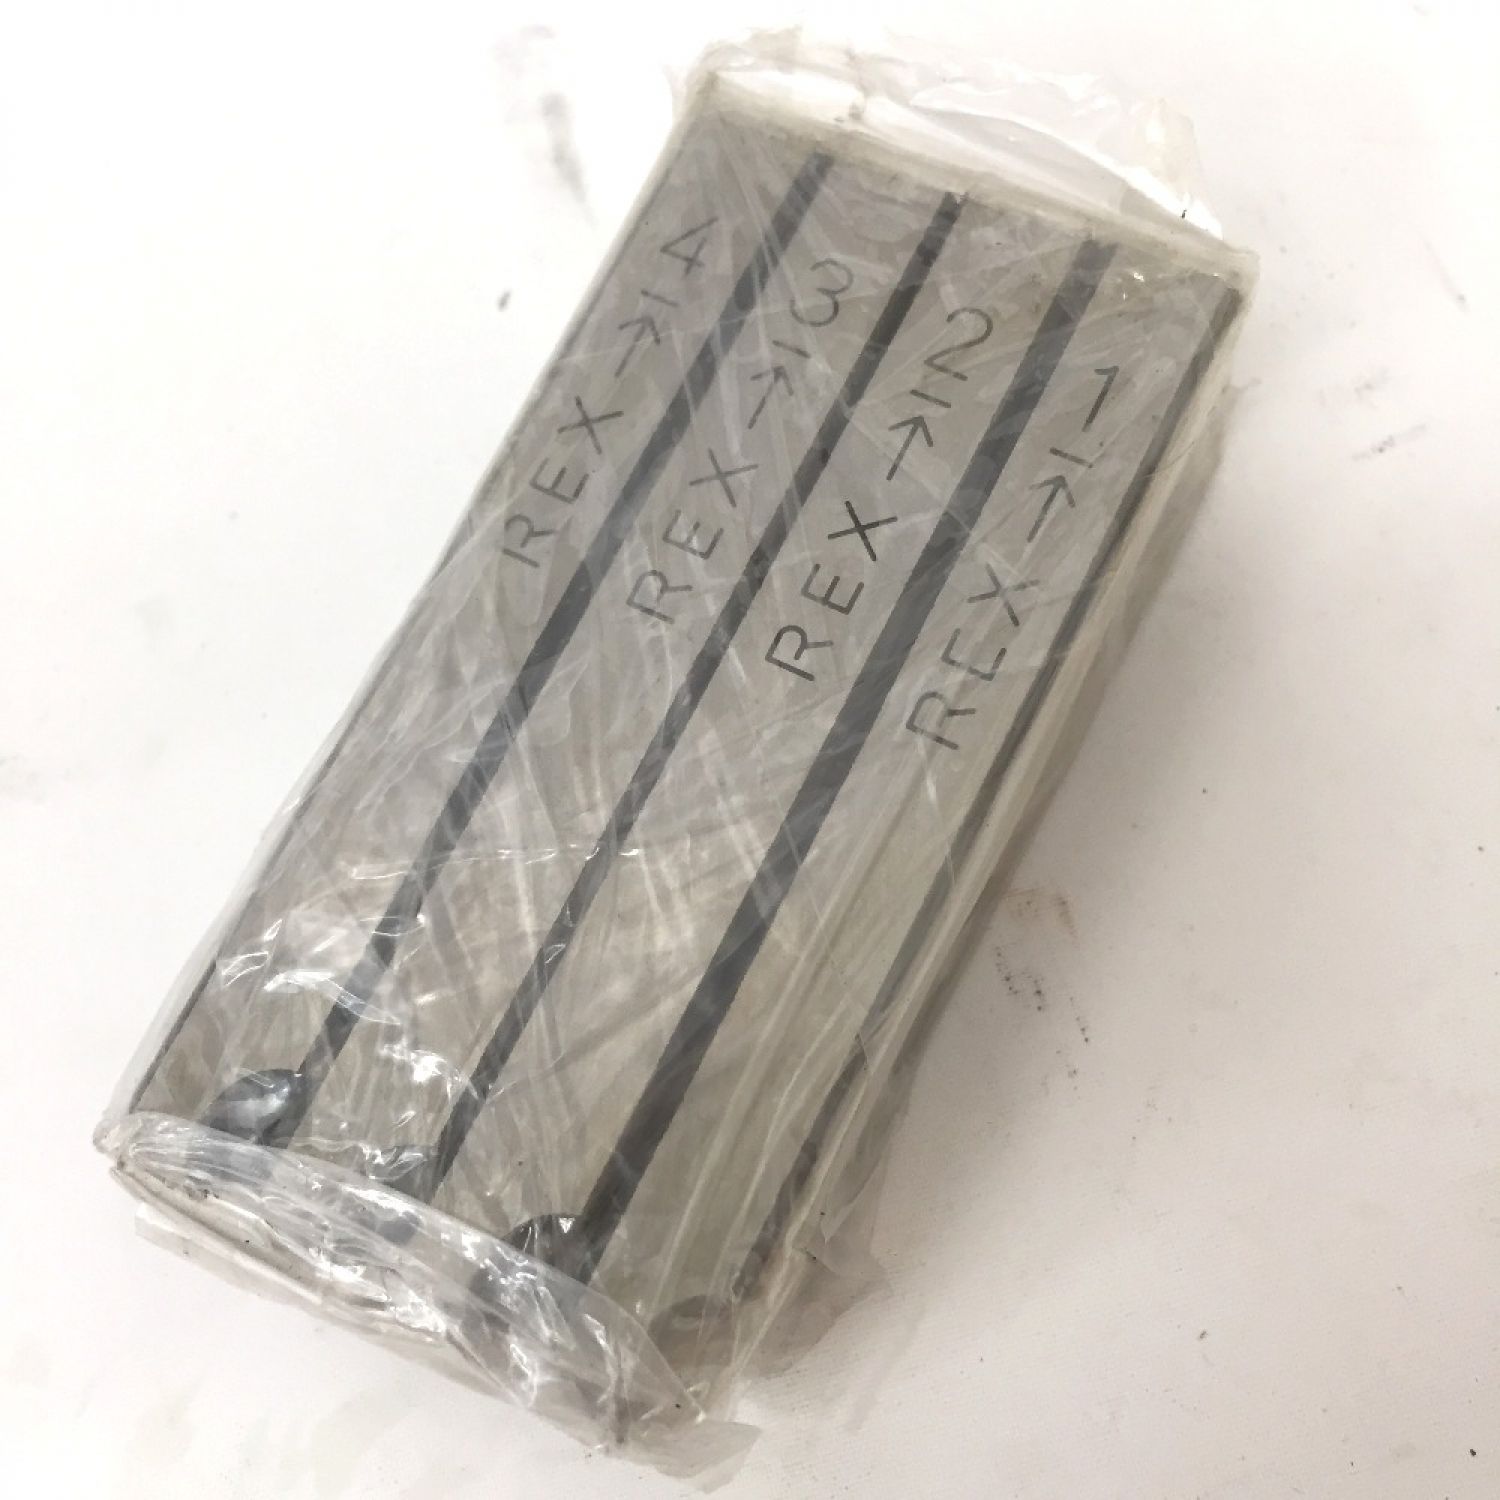 REX → 4
REX → 3
REX → 2
REX → 1